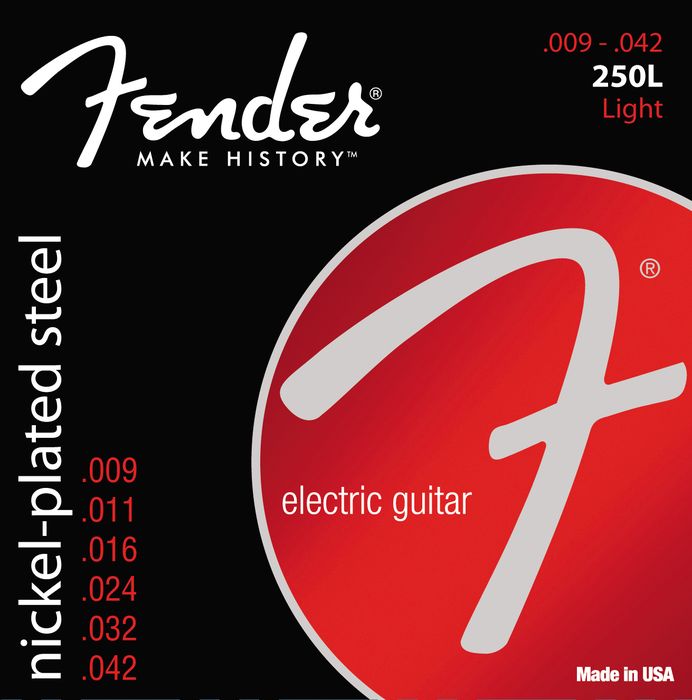 Fender®
MAKE HISTORY™
.009 - .042
250L
Light
nickel-plated steel
.009
.011
.016
.024
.032
.042
F®
electric guitar
Made in USA